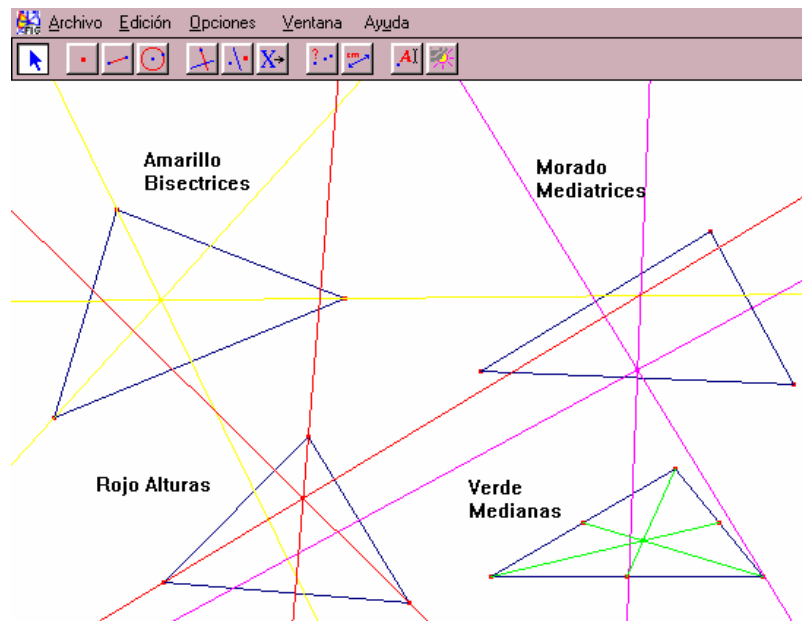 Archivo Edición Opciones Ventana Ayuda
Amarillo
Bisectrices
Morado
Mediatrices
Rojo Alturas
Verde
Medianas